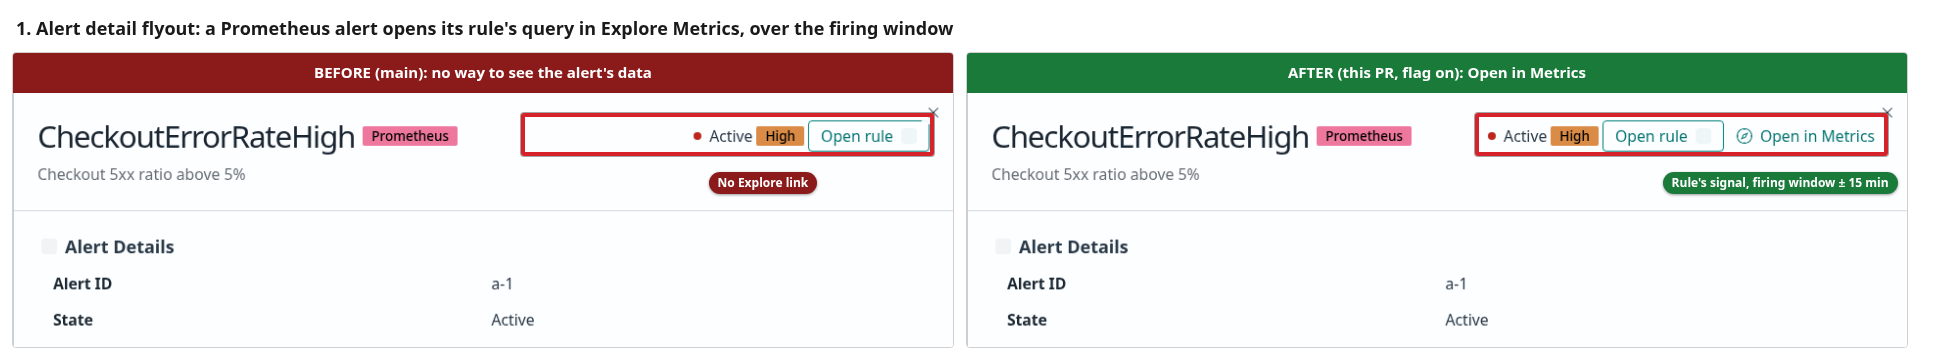 1. Alert detail flyout: a Prometheus alert opens its rule's query in Explore Metrics, over the firing window
BEFORE (main): no way to see the alert's data
CheckoutErrorRateHigh Prometheus Active High Open rule
Checkout 5xx ratio above 5%
No Explore link
Alert Details
Alert ID a-1
State Active
AFTER (this PR, flag on): Open in Metrics
CheckoutErrorRateHigh Prometheus Active High Open rule Open in Metrics
Checkout 5xx ratio above 5%
Rule's signal, firing window ± 15 min
Alert Details
Alert ID a-1
State Active